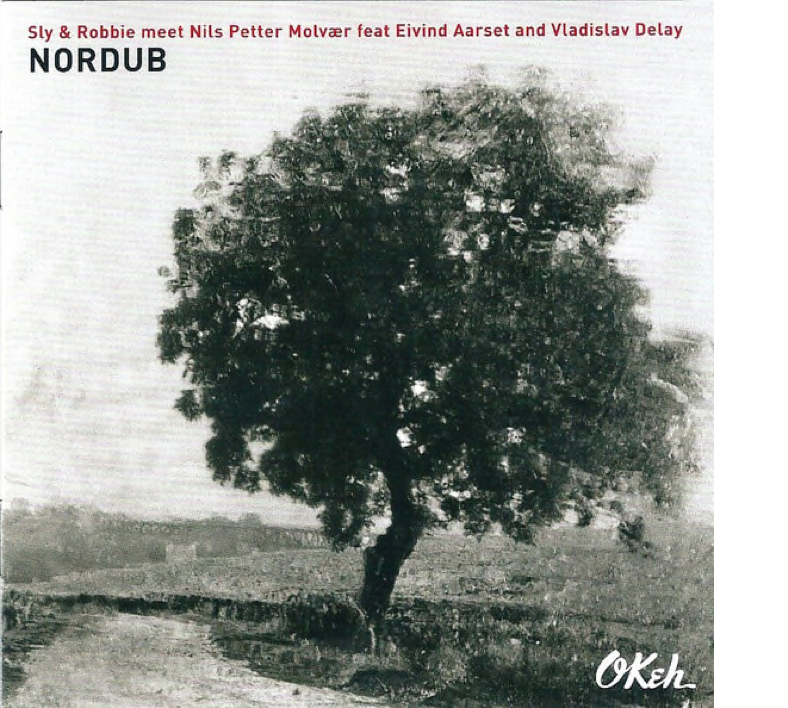 Sly & Robbie meet Nils Petter Molvær feat Eivind Aarset and Vladislav Delay
NORDUB
OKeh